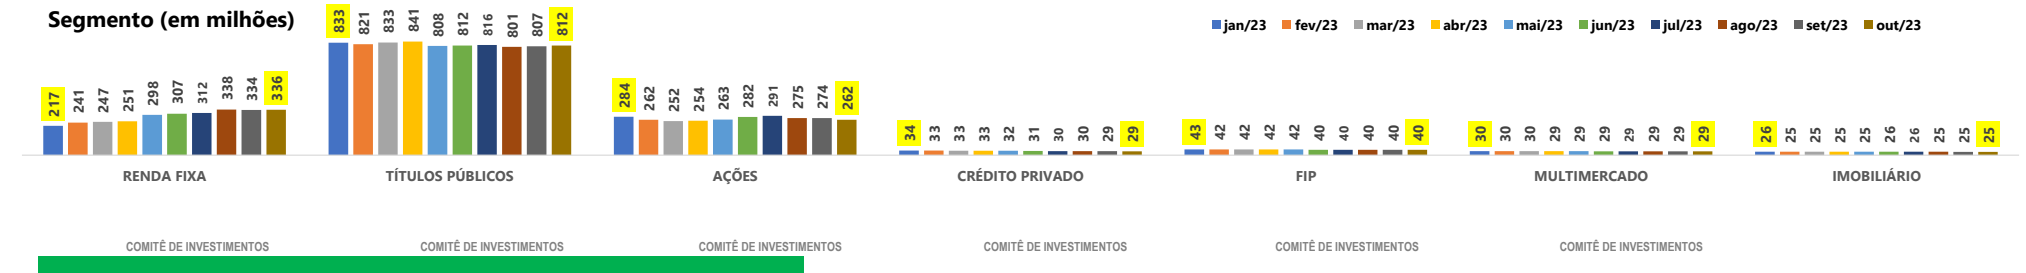 Segmento (em milhões)
jan/23 fev/23 mar/23 abr/23 mai/23 jun/23 jul/23 ago/23 set/23 out/23
217 241 247 251 298 307 312 338 334 336
833 821 833 841 808 812 816 801 807 812
284 262 252 254 263 282 291 275 274 262
34 33 33 33 32 31 30 30 29 29
43 42 42 42 42 40 40 40 40 40
30 30 30 29 29 29 29 29 29 29
26 25 25 25 25 26 26 25 25 25
RENDA FIXA TÍTULOS PÚBLICOS AÇÕES CRÉDITO PRIVADO FIP MULTIMERCADO IMOBILIÁRIO
COMITÊ DE INVESTIMENTOS COMITÊ DE INVESTIMENTOS COMITÊ DE INVESTIMENTOS COMITÊ DE INVESTIMENTOS COMITÊ DE INVESTIMENTOS COMITÊ DE INVESTIMENTOS